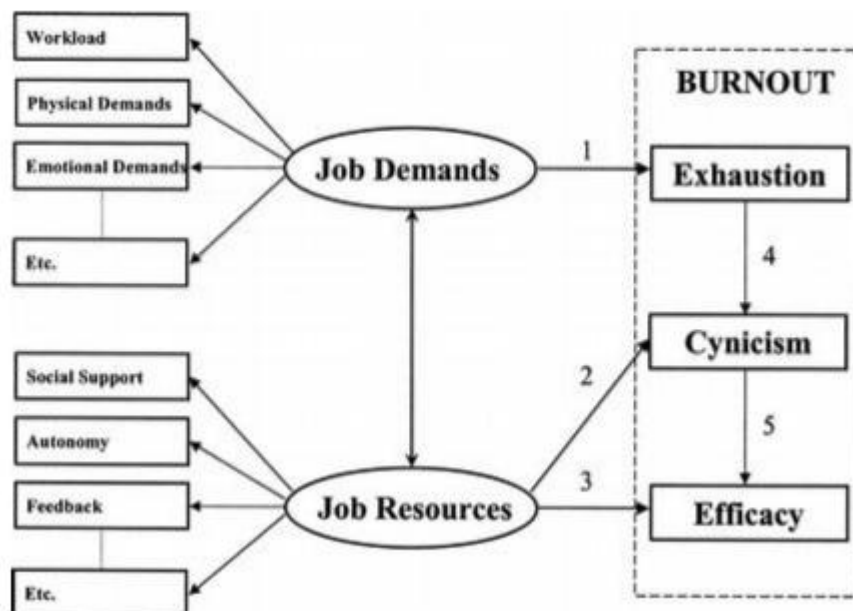 Workload
Physical Demands
Emotional Demands
Etc.
Job Demands
Social Support
Autonomy
Feedback
Etc.
Job Resources
1
2
3
BURNOUT
Exhaustion
4
Cynicism
5
Efficacy